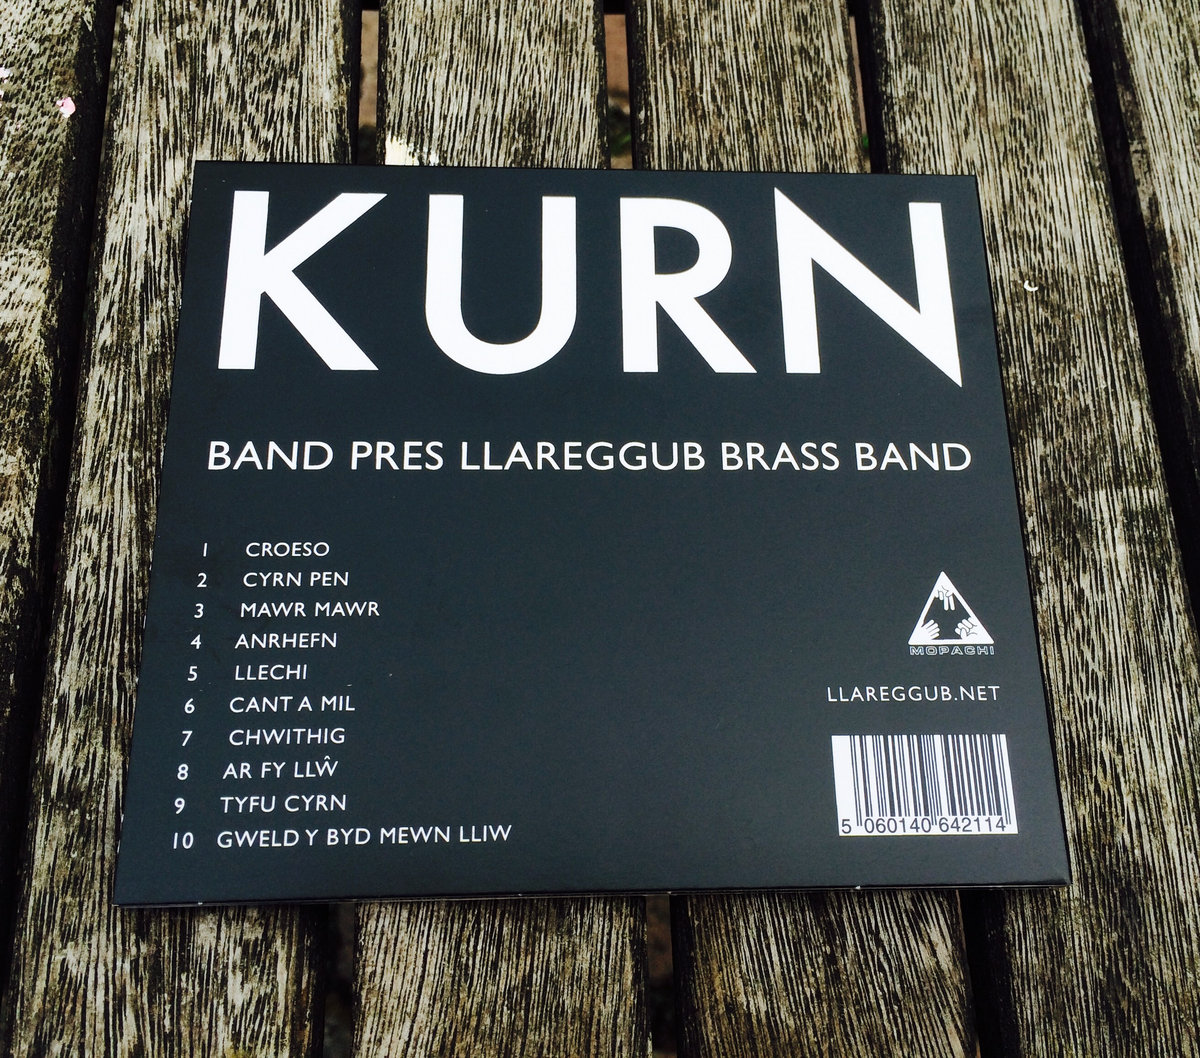 KURN
BAND PRES LLAREGGUB BRASS BAND
1 CROESO
2 CYRN PEN
3 MAWR MAWR
4 ANRHEFN
5 LLECHI
6 CANT A MIL
7 CHWITHIG
8 AR FY LLŴ
9 TYFU CYRN
10 GWELD Y BYD MEWN LLIW
MOPACHI
LLAREGGUB.NET
5 060140 642114